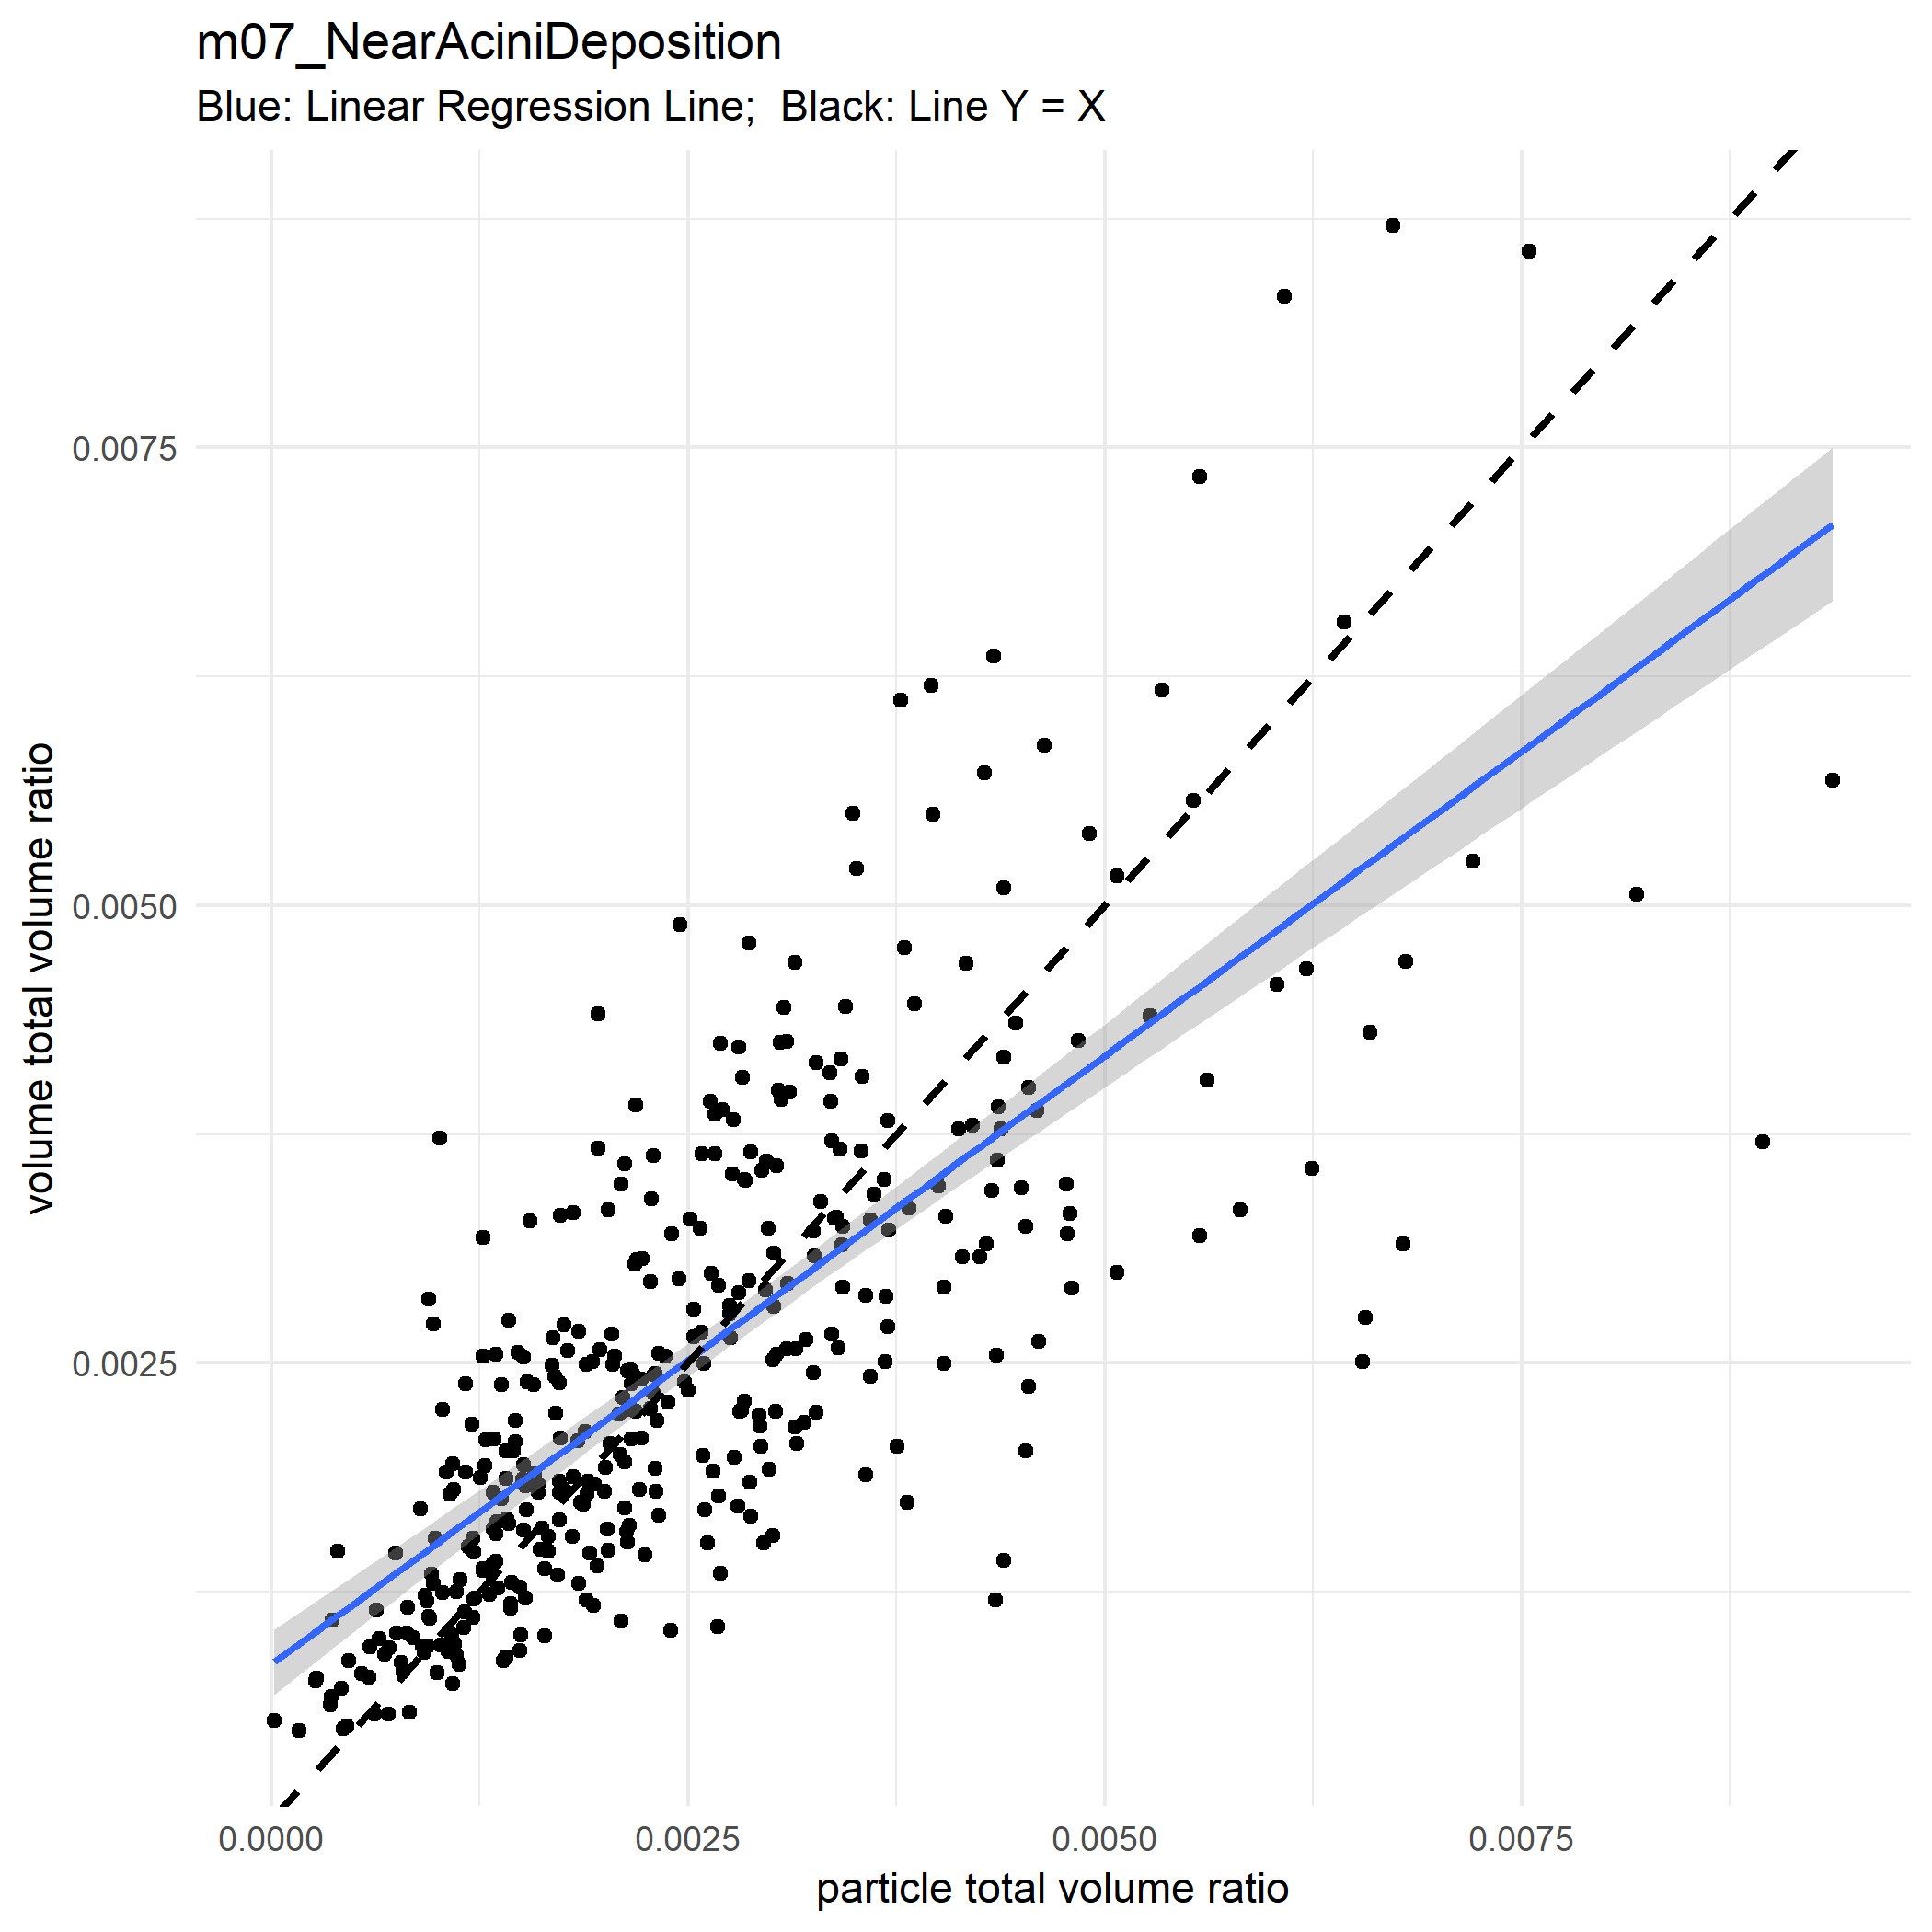 m07_NearAciniDeposition
Blue: Linear Regression Line;  Black: Line Y = X
volume total volume ratio
0.0075
0.0050
0.0025
0.0000
0.0025
0.0050
0.0075
particle total volume ratio